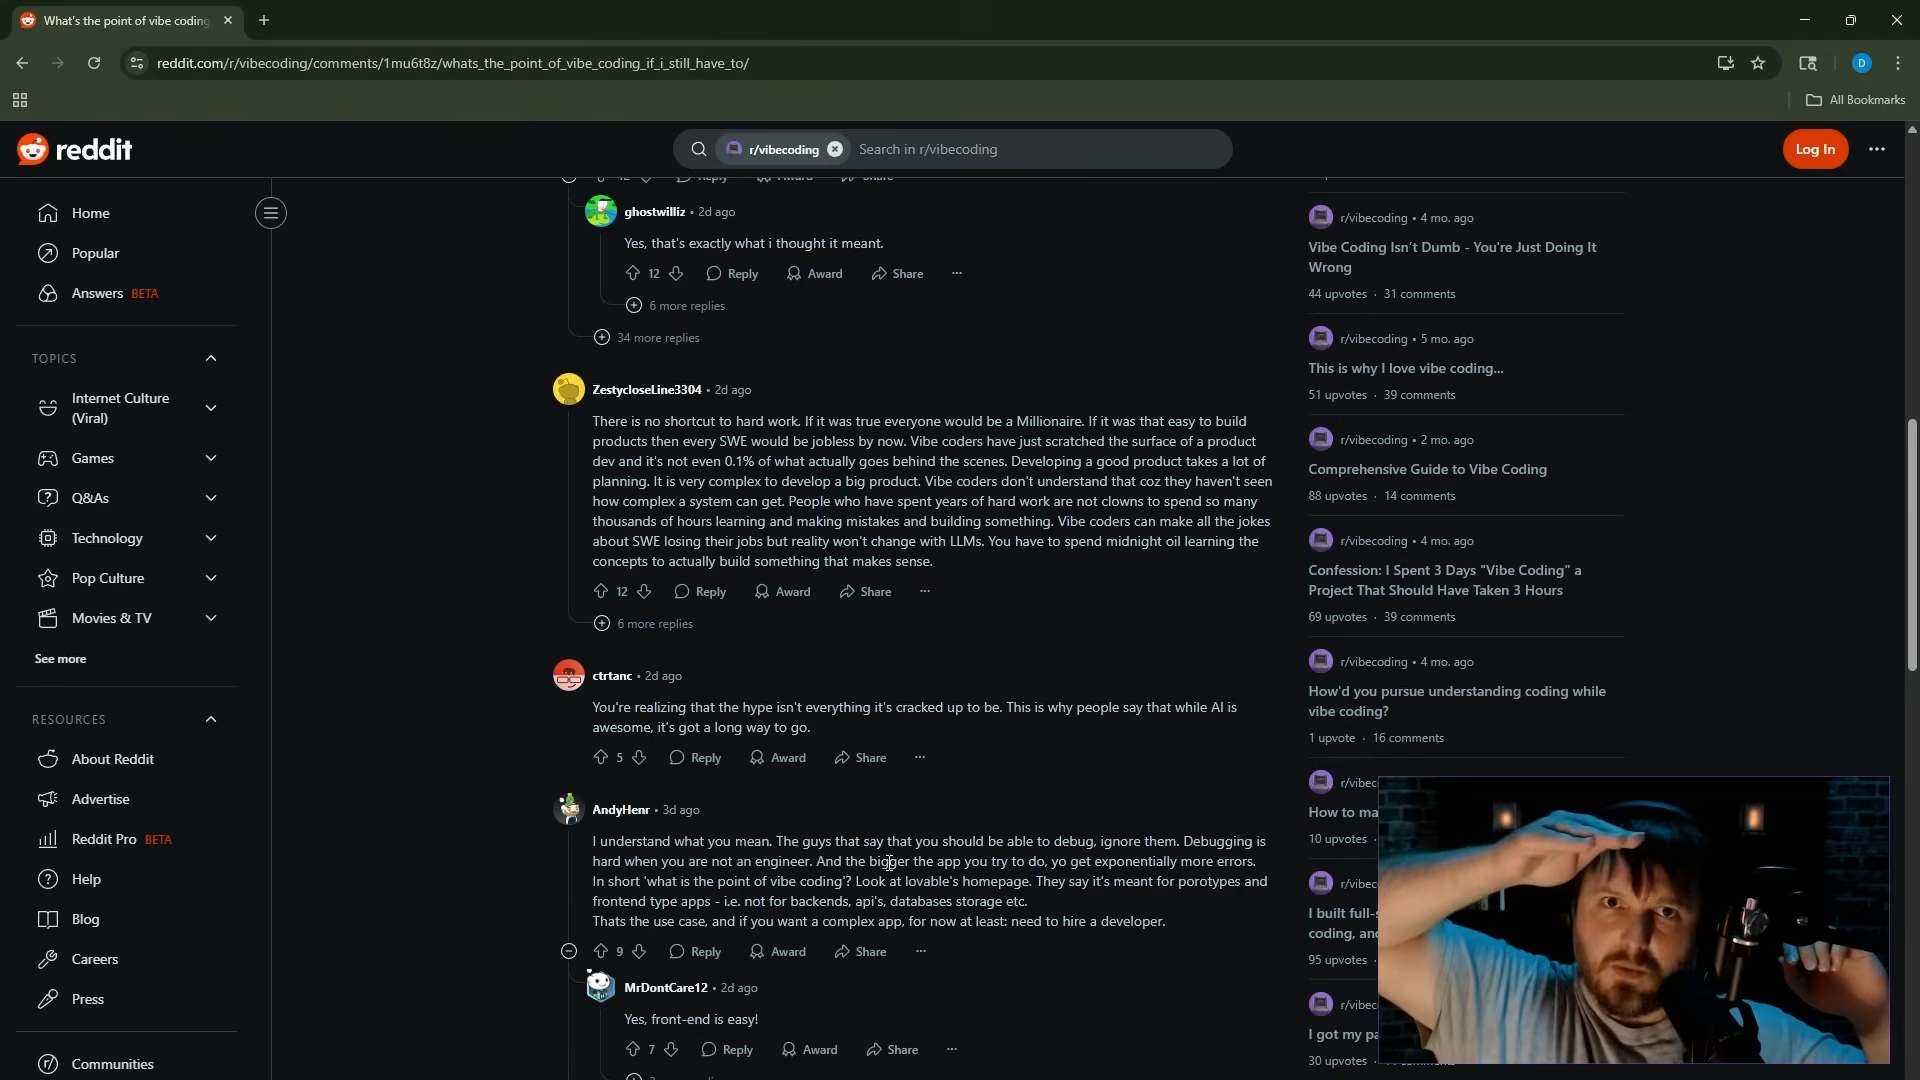 What's the point of vibe coding
reddit.com/r/vibecoding/comments/1mu6t8z/whats_the_point_of_vibe_coding_if_i_still_have_to/
D
All Bookmarks
reddit
r/vibecoding
Search in r/vibecoding
Log In
Home
Popular
Answers BETA
TOPICS
Internet Culture
(Viral)
Games
Q&As
Technology
Pop Culture
Movies & TV
See more
RESOURCES
About Reddit
Advertise
Reddit Pro BETA
Help
Blog
Careers
Press
Communities
12 Reply Award Share
ghostwilliz • 2d ago
Yes, that's exactly what i thought it meant.
12 Reply Award Share
6 more replies
34 more replies
ZestycloseLine3304 • 2d ago
There is no shortcut to hard work. If it was true everyone would be a Millionaire. If it was that easy to build
products then every SWE would be jobless by now. Vibe coders have just scratched the surface of a product
dev and it's not even 0.1% of what actually goes behind the scenes. Developing a good product takes a lot of
planning. It is very complex to develop a big product. Vibe coders don't understand that coz they haven't seen
how complex a system can get. People who have spent years of hard work are not clowns to spend so many
thousands of hours learning and making mistakes and building something. Vibe coders can make all the jokes
about SWE losing their jobs but reality won't change with LLMs. You have to spend midnight oil learning the
concepts to actually build something that makes sense.
12 Reply Award Share
6 more replies
ctrtanc • 2d ago
You're realizing that the hype isn't everything it's cracked up to be. This is why people say that while AI is
awesome, it's got a long way to go.
5 Reply Award Share
AndyHenr • 3d ago
I understand what you mean. The guys that say that you should be able to debug, ignore them. Debugging is
hard when you are not an engineer. And the bigger the app you try to do, yo get exponentially more errors.
In short 'what is the point of vibe coding'? Look at lovable's homepage. They say it's meant for porotypes and
frontend type apps - i.e. not for backends, api's, databases storage etc.
Thats the use case, and if you want a complex app, for now at least: need to hire a developer.
9 Reply Award Share
MrDontCare12 • 2d ago
Yes, front-end is easy!
7 Reply Award Share
r/vibecoding • 4 mo. ago
Vibe Coding Isn't Dumb - You're Just Doing It
Wrong
44 upvotes · 31 comments
r/vibecoding • 5 mo. ago
This is why I love vibe coding...
51 upvotes · 39 comments
r/vibecoding • 2 mo. ago
Comprehensive Guide to Vibe Coding
88 upvotes · 14 comments
r/vibecoding • 4 mo. ago
Confession: I Spent 3 Days "Vibe Coding" a
Project That Should Have Taken 3 Hours
69 upvotes · 39 comments
r/vibecoding • 4 mo. ago
How'd you pursue understanding coding while
vibe coding?
1 upvote · 16 comments
r/vibec
How to ma
10 upvotes ·
r/vibec
I built full-s
coding, and
95 upvotes ·
r/vibec
I got my pa
30 upvotes ·